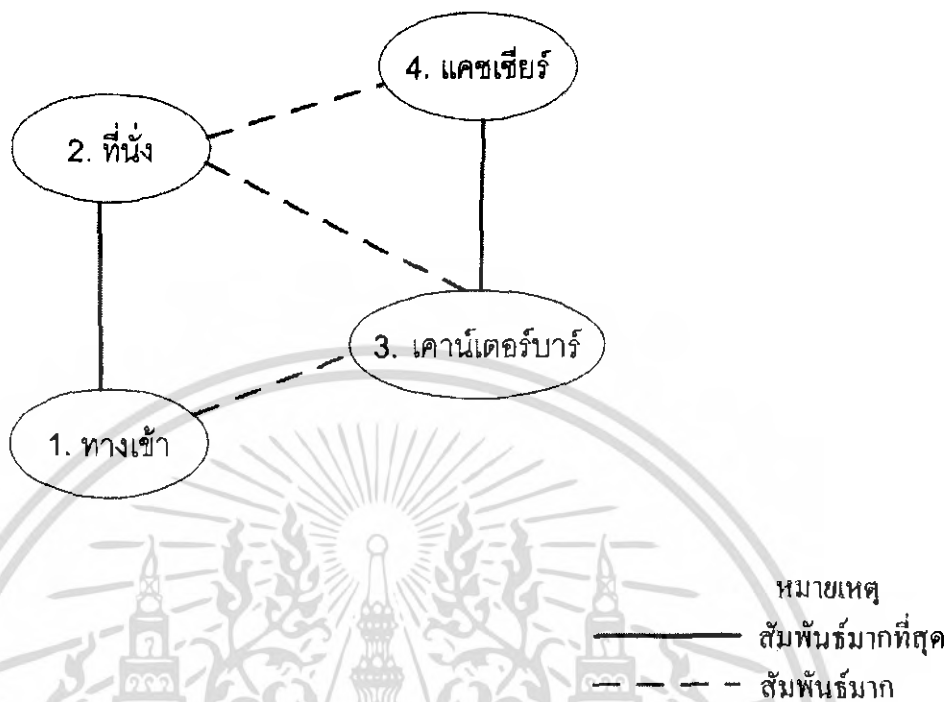 4. แคชเชียร์
2. ที่นั่ง
3. เคาน์เตอร์บาร์
1. ทางเข้า
หมายเหตุ
สัมพันธ์มากที่สุด
สัมพันธ์มาก